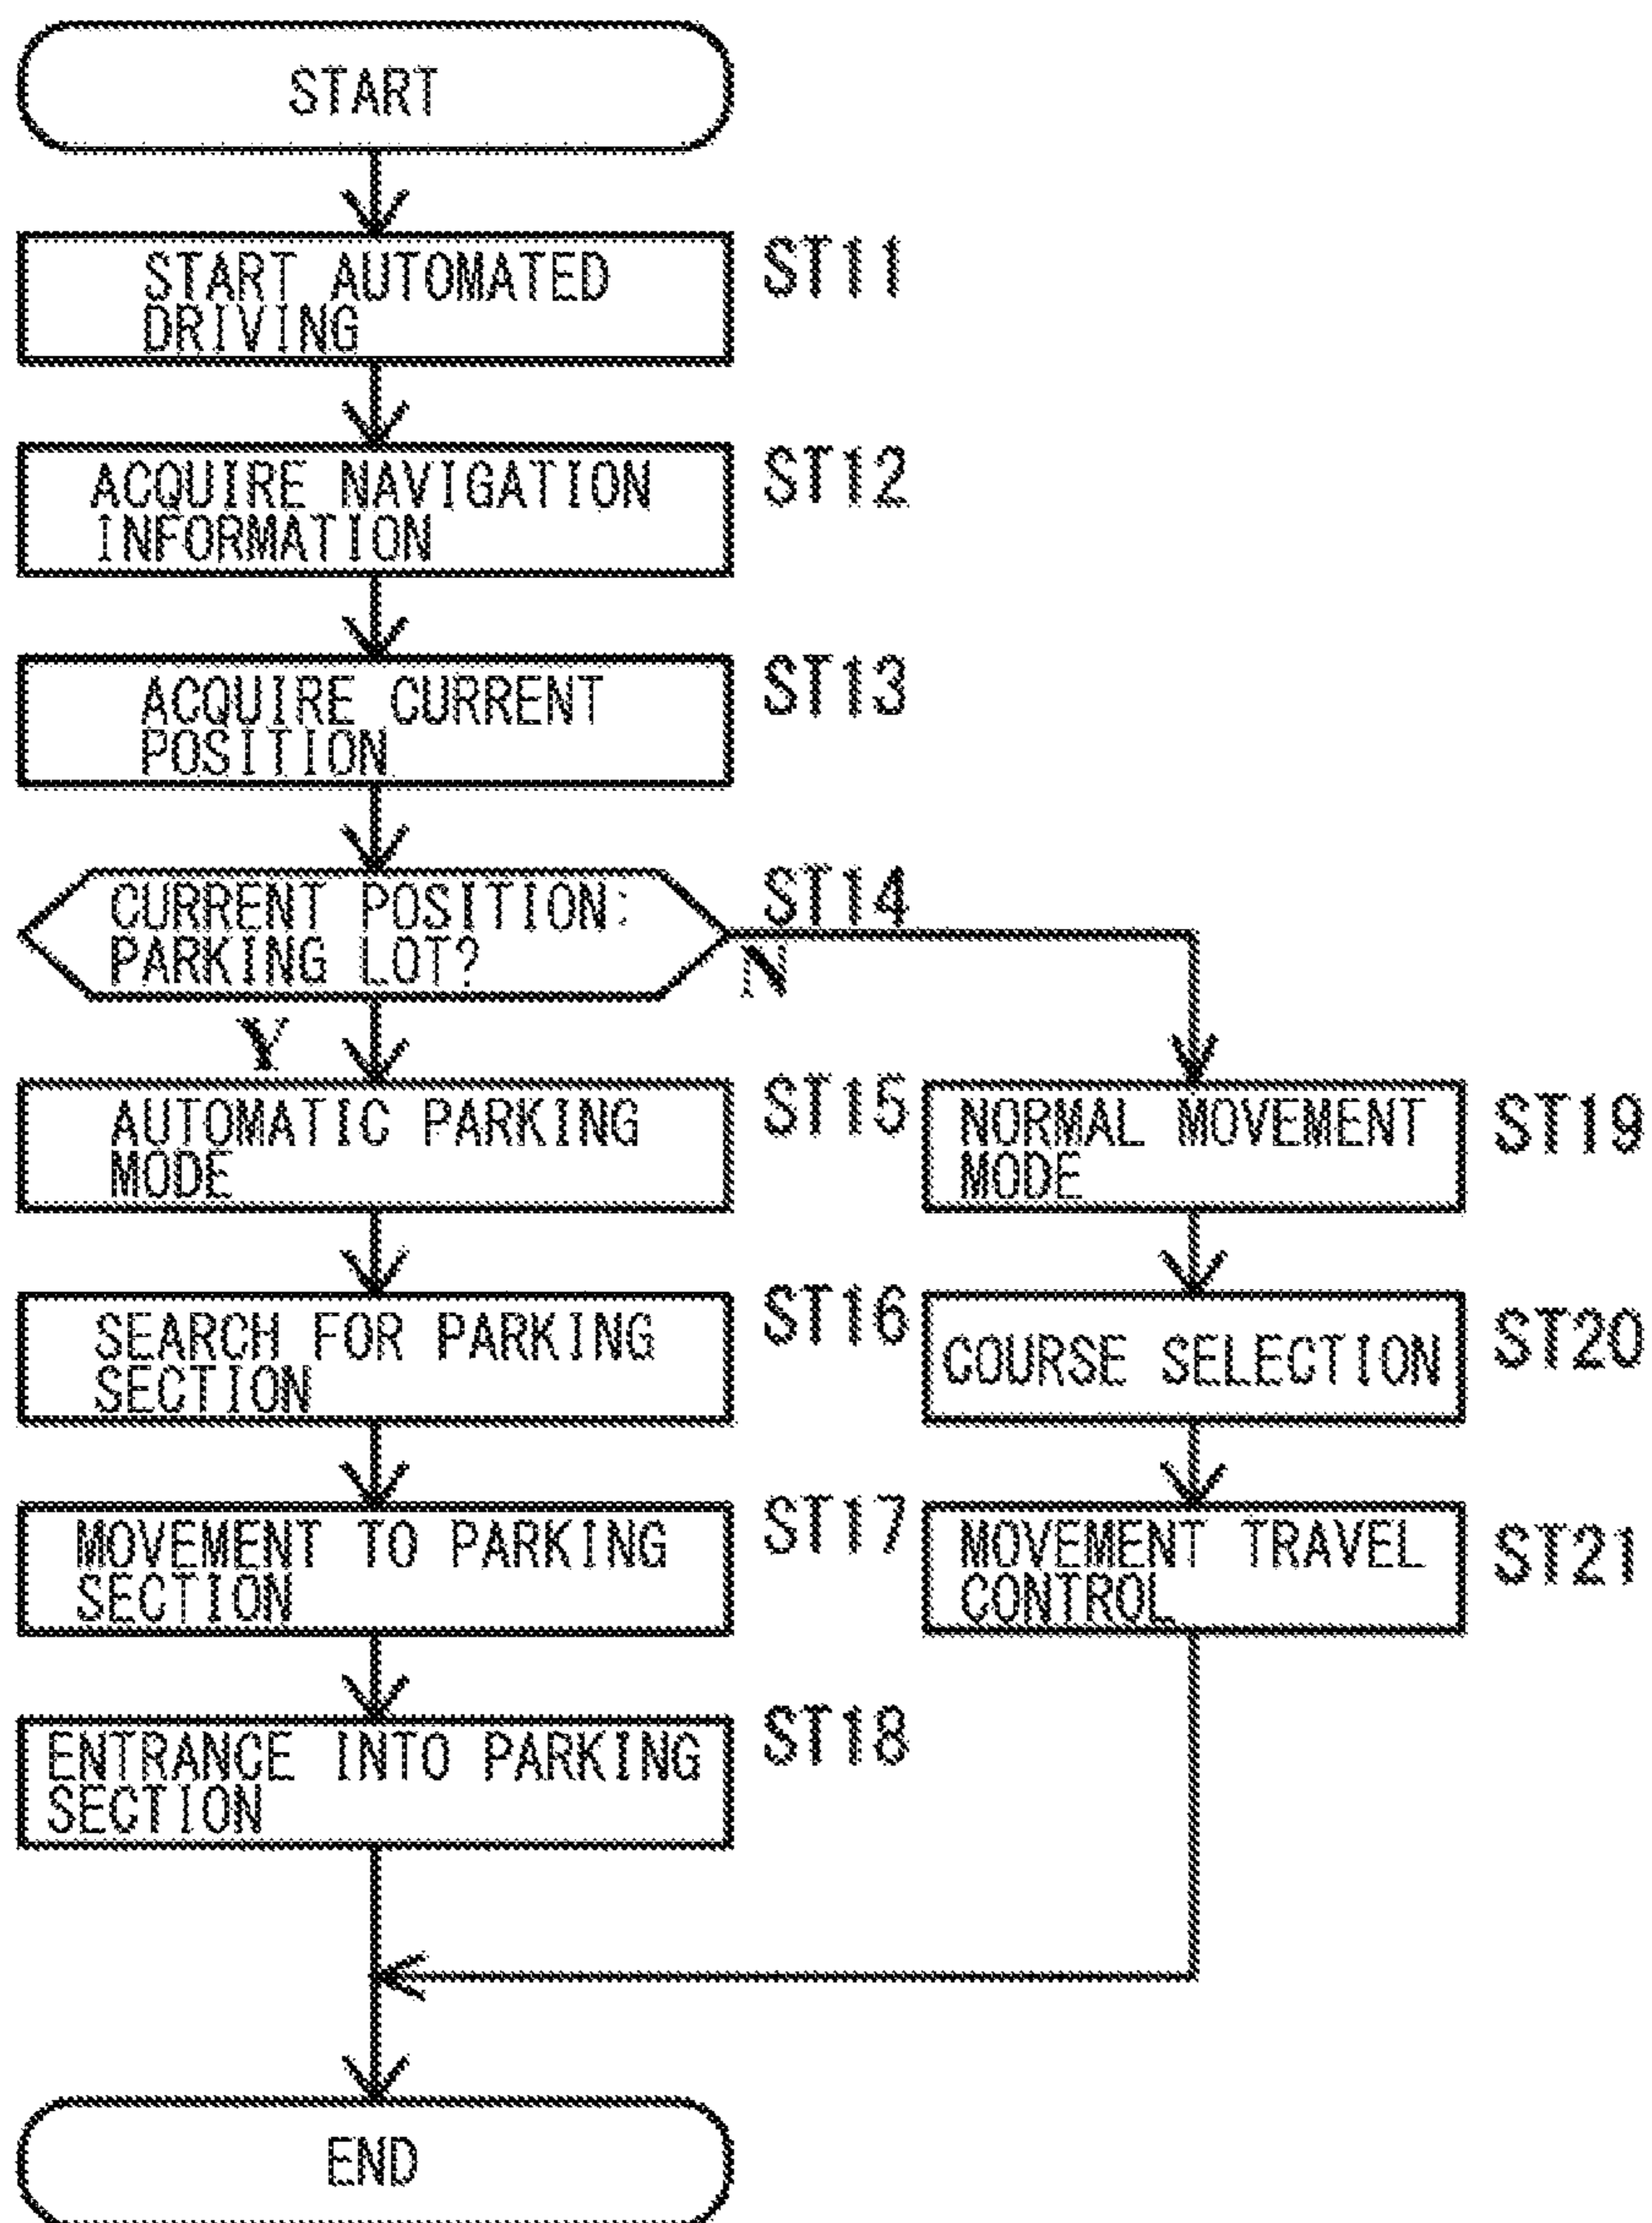 START
START AUTOMATED
DRIVING
ST11
ACQUIRE NAVIGATION
INFORMATION
ST12
ACQUIRE CURRENT
POSITION
ST13
CURRENT POSITION:
PARKING LOT?
ST14
N
Y
AUTOMATIC PARKING
MODE
ST15
SEARCH FOR PARKING
SECTION
ST16
MOVEMENT TO PARKING
SECTION
ST17
ENTRANCE INTO PARKING
SECTION
ST18
NORMAL MOVEMENT
MODE
ST19
COURSE SELECTION
ST20
MOVEMENT TRAVEL
CONTROL
ST21
END